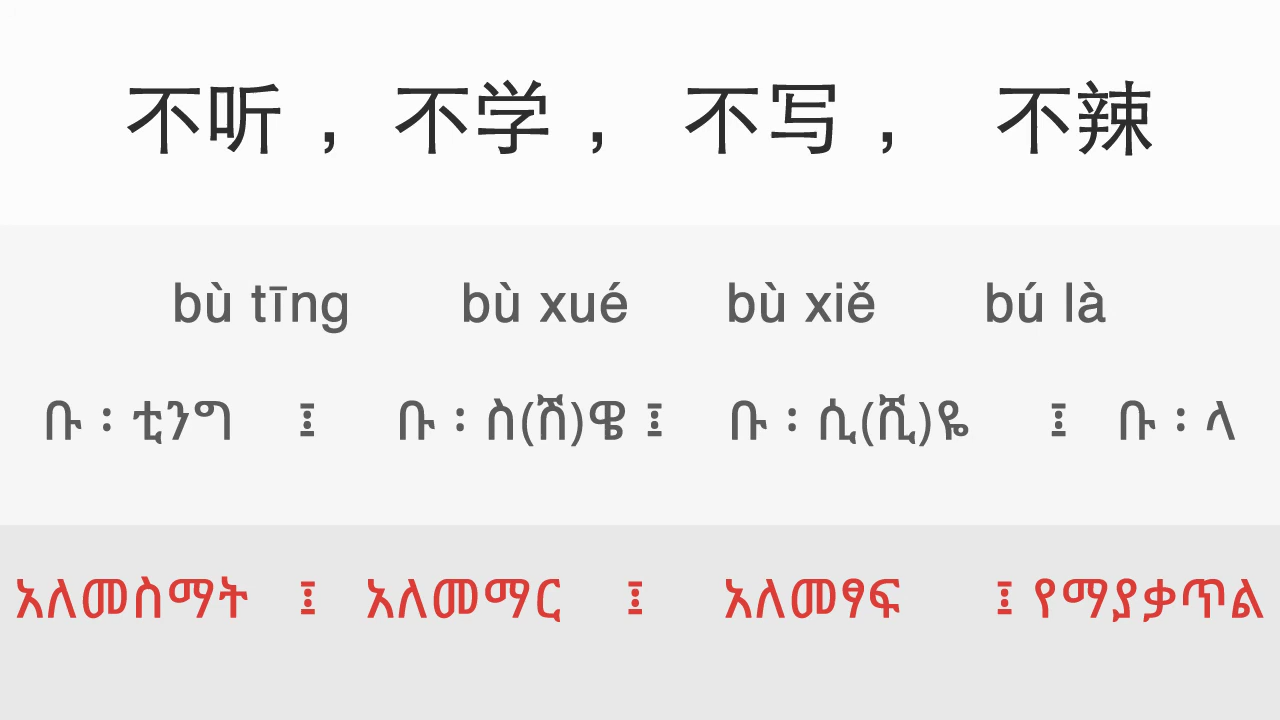 不听，不学，不写，不辣
bù tīng bù xué bù xiě bú là
ቡ፡ቲንግ ፤ ቡ፡ስ(ሽ)ዌ፤ ቡ፡ሲ(ሺ)ዬ ፤ ቡ፡ላ
አለመስማት ፤ አለመማር ፤ አለመፃፍ ፤ የማያቃጥል